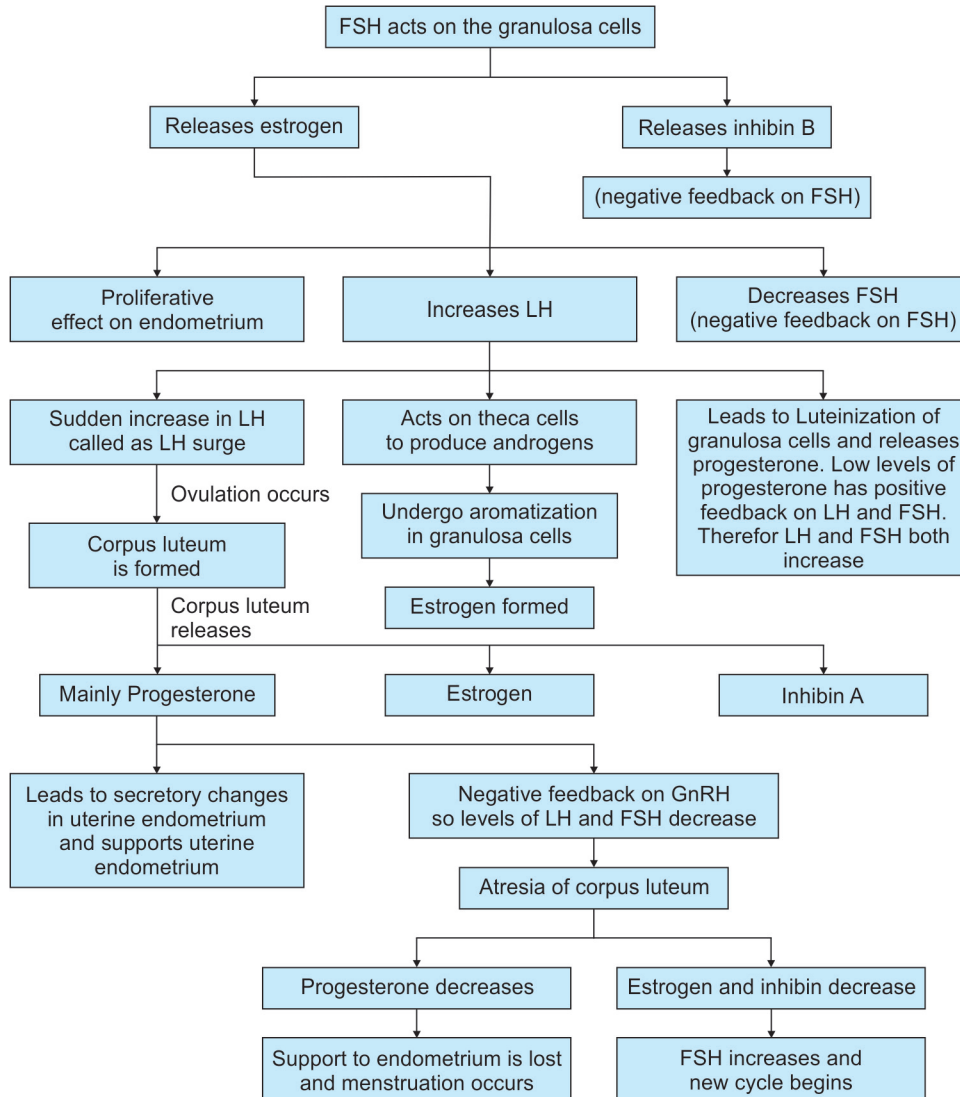 FSH acts on the granulosa cells
Releases estrogen
Releases inhibin B
(negative feedback on FSH)
Proliferative
effect on endometrium
Increases LH
Decreases FSH
(negative feedback on FSH)
Sudden increase in LH
called as LH surge
Acts on theca cells
to produce androgens
Leads to Luteinization of
granulosa cells and releases
progesterone. Low levels of
progesterone has positive
feedback on LH and FSH.
Therefor LH and FSH both
increase
Ovulation occurs
Undergo aromatization
in granulosa cells
Corpus luteum
is formed
Estrogen formed
Corpus luteum
releases
Mainly Progesterone
Estrogen
Inhibin A
Leads to secretory changes
in uterine endometrium
and supports uterine
endometrium
Negative feedback on GnRH
so levels of LH and FSH decrease
Atresia of corpus luteum
Progesterone decreases
Estrogen and inhibin decrease
Support to endometrium is lost
and menstruation occurs
FSH increases and
new cycle begins